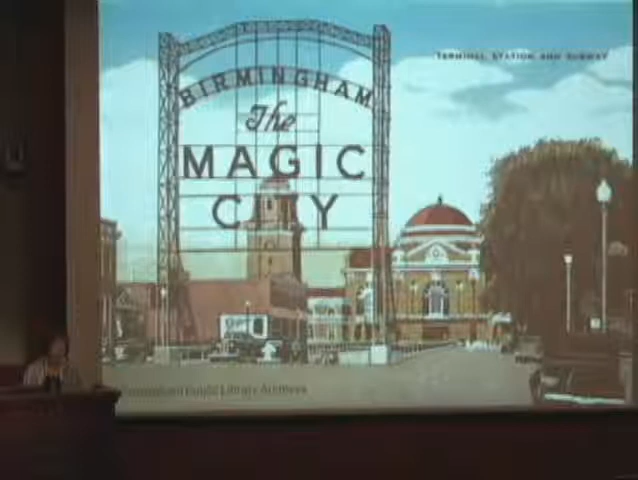 TERMINAL STATION AND SUBWAY
BIRMINGHAM
The
MAGIC
CITY
Birmingham Public Library Archives